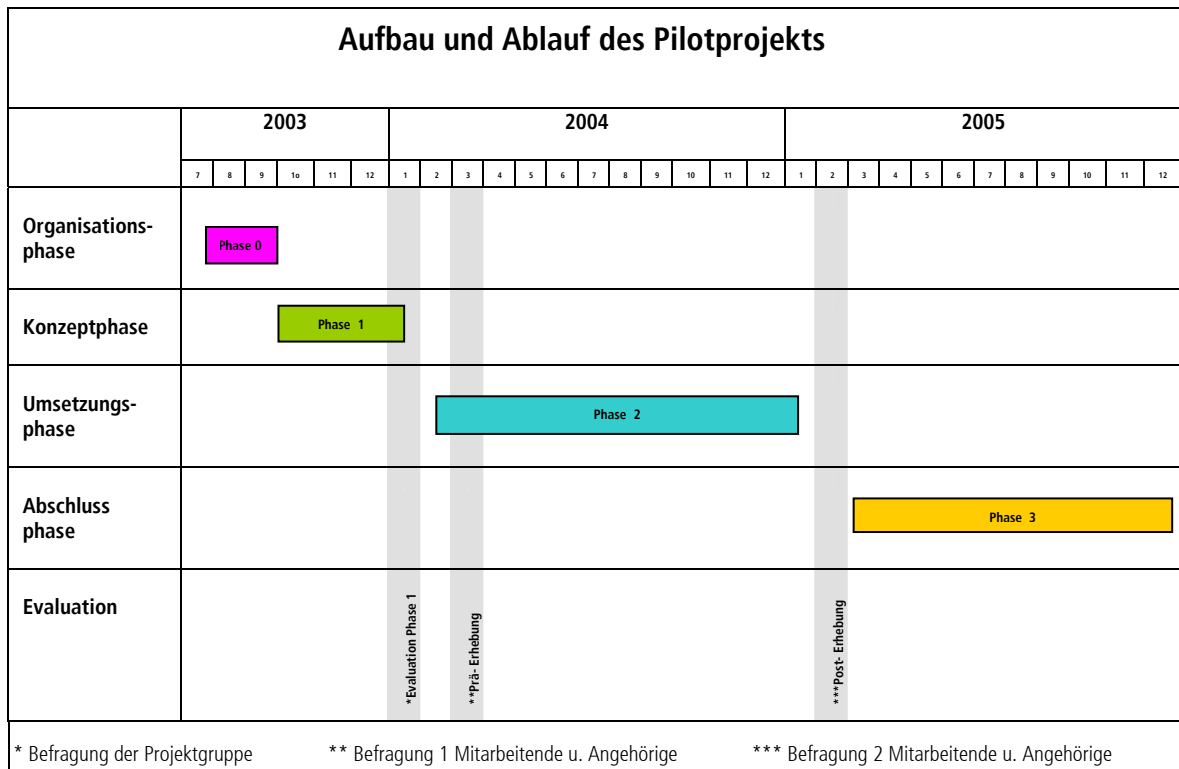 Aufbau und Ablauf des Pilotprojekts
2003 2004 2005
7 8 9 1o 11 12 1 2 3 4 5 6 7 8 9 10 11 12 1 2 3 4 5 6 7 8 9 10 11 12
Organisations-
phase
Phase 0
Konzeptphase
Phase 1
Umsetzungs-
phase
Phase 2
Abschluss
phase
Phase 3
Evaluation
*Evaluation Phase 1
**Prä- Erhebung
***Post- Erhebung
* Befragung der Projektgruppe ** Befragung 1 Mitarbeitende u. Angehörige *** Befragung 2 Mitarbeitende u. Angehörige